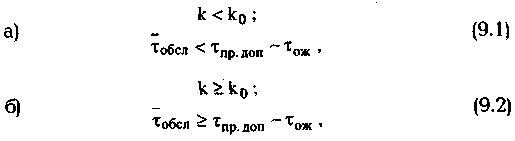 k < k₀ ;
а) (9.1)
τ̄обсл < τпр. доп − τож ,
k ≥ k₀ ;
б) (9.2)
τ̄обсл ≥ τпр. доп − τож ,